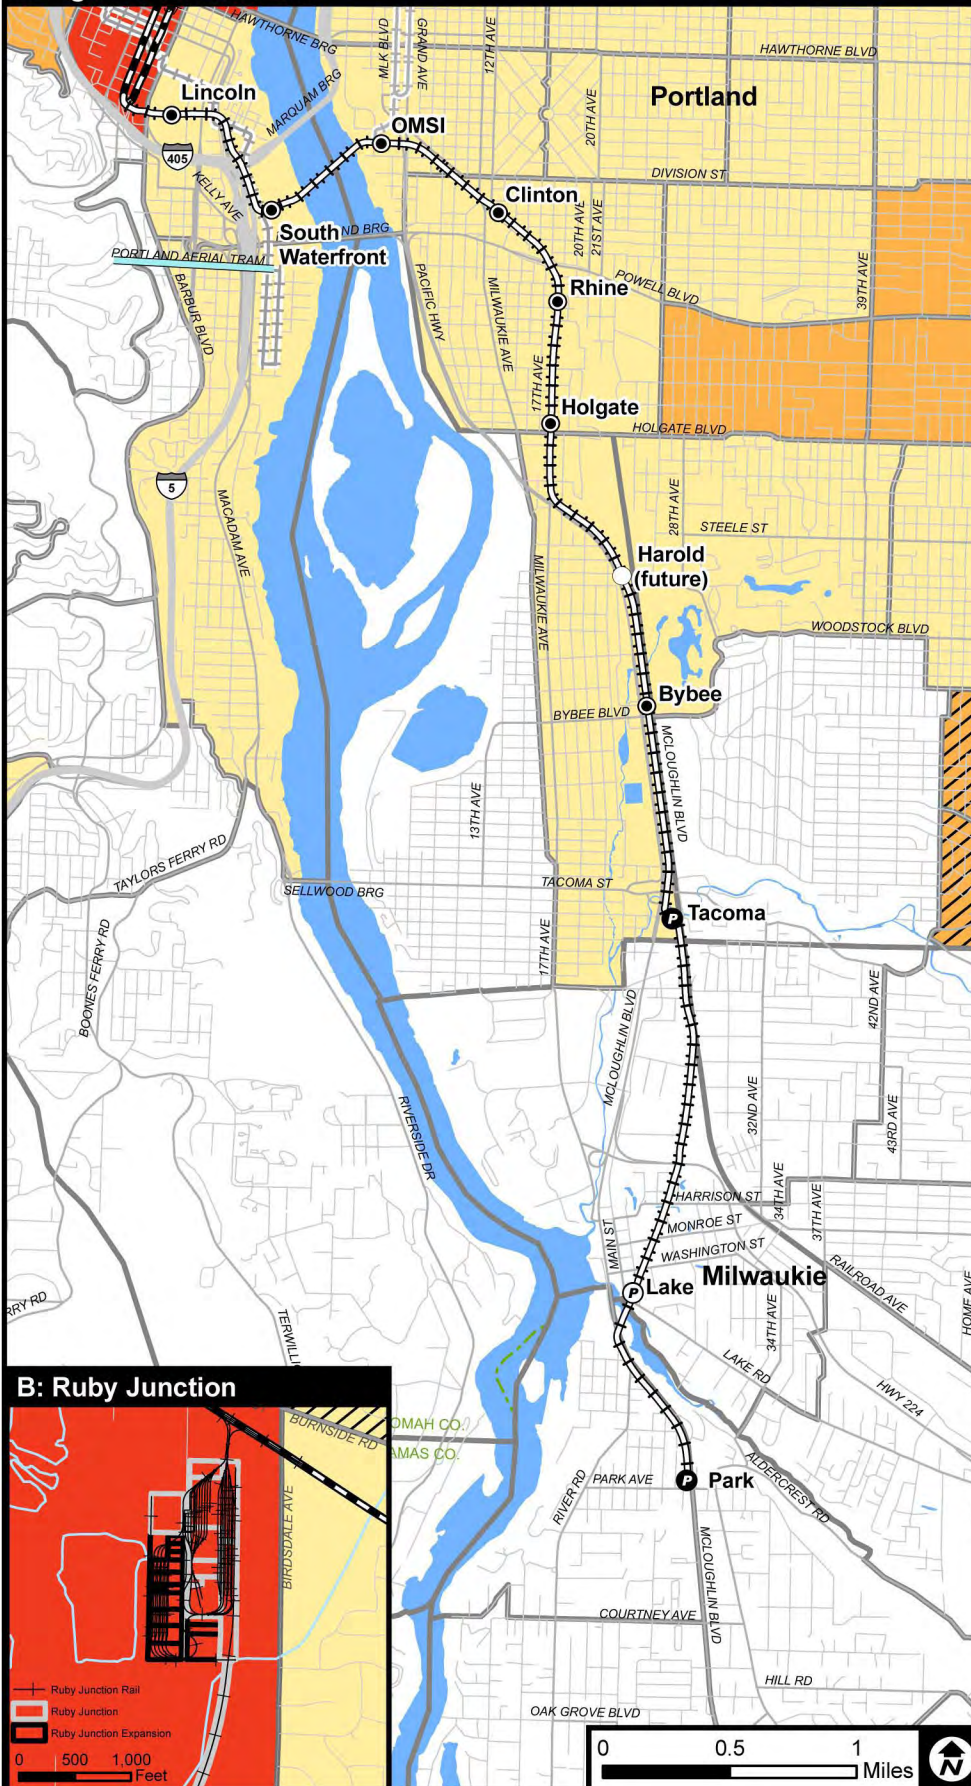 HAWTHORNE BRG
MLK BLVD
GRAND AVE
12TH AVE
HAWTHORNE BLVD
Lincoln
MARQUAM BRG
Portland
OMSI
20TH AVE
405
DIVISION ST
KELLY AVE
Clinton
South
ND BRG
Waterfront
20TH AVE
21ST AVE
PORTLAND AERIAL TRAM
39TH AVE
BARBUR BLVD
PACIFIC HWY
MILWAUKIE AVE
POWELL BLVD
Rhine
17TH AVE
Holgate
HOLGATE BLVD
5
MACADAM AVE
28TH AVE
STEELE ST
Harold
(future)
MILWAUKIE AVE
WOODSTOCK BLVD
Bybee
BYBEE BLVD
MCLOUGHLIN BLVD
13TH AVE
TAYLORS FERRY RD
SELLWOOD BRG
TACOMA ST
P
Tacoma
BOONES FERRY RD
17TH AVE
42ND AVE
MCLOUGHLIN BLVD
32ND AVE
43RD AVE
RIVERSIDE DR
HARRISON ST
34TH AVE
37TH AVE
MONROE ST
MAIN ST
WASHINGTON ST
Milwaukie
P
Lake
RAILROAD AVE
HOME AVE
RRY RD
34TH AVE
TERWILLI
LAKE RD
HWY 224
B: Ruby Junction
BURNSIDE RD
OMAH CO.
AMAS CO.
ALDERCREST RD
RIVER RD
PARK AVE
P
Park
BIRDSDALE AVE
MCLOUGHLIN BLVD
COURTNEY AVE
HILL RD
OAK GROVE BLVD
Ruby Junction Rail
Ruby Junction
Ruby Junction Expansion
0 500 1,000
Feet
0 0.5 1
Miles
N